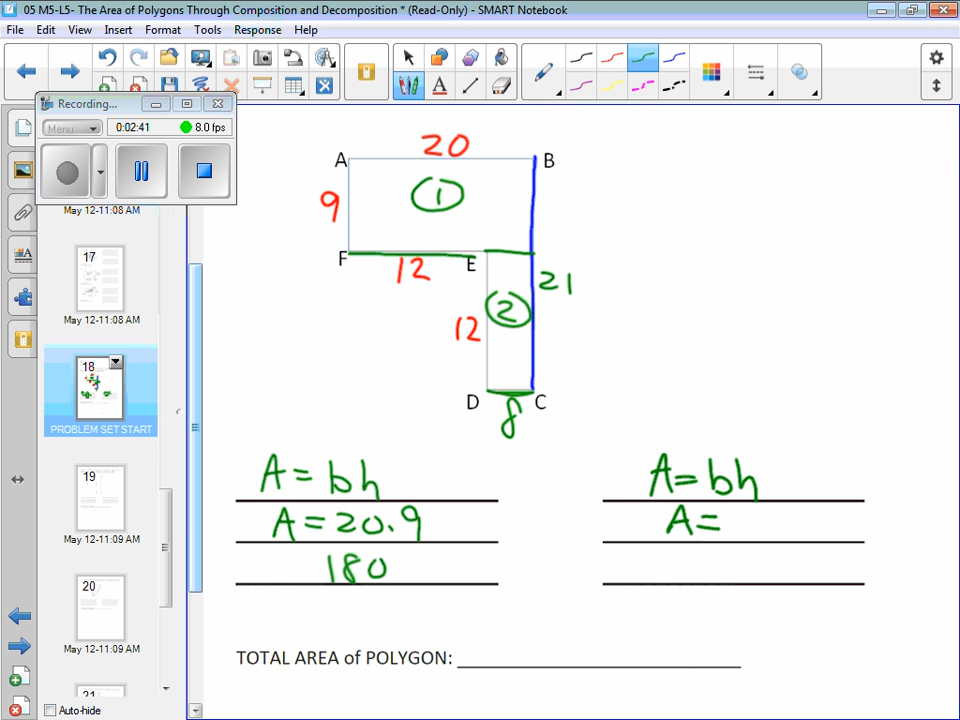 05 M5-L5- The Area of Polygons Through Composition and Decomposition * (Read-Only) - SMART Notebook
File Edit View Insert Format Tools Response Help
Recording...
Menu 0:02:41 8.0 fps
May 12-11:08 AM
17
May 12-11:08 AM
18
PROBLEM SET START
19
May 12-11:09 AM
20
May 12-11:09 AM
21
Auto-hide
20
A B
1
9
F 12 E
21
2
12
D 8 C
A = bh
A = 20.9
180
A = bh
A =
TOTAL AREA of POLYGON: ____________________________